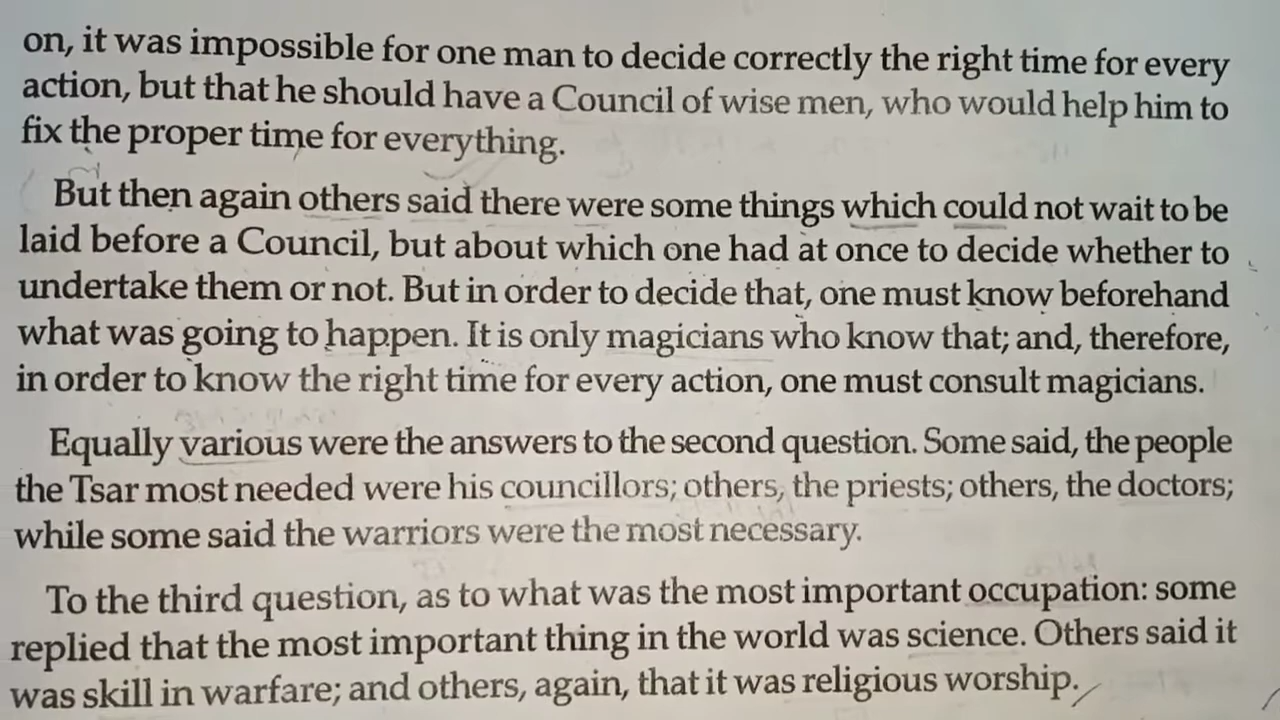 on, it was impossible for one man to decide correctly the right time for every
action, but that he should have a Council of wise men, who would help him to
fix the proper time for everything.
But then again others said there were some things which could not wait to be
laid before a Council, but about which one had at once to decide whether to
undertake them or not. But in order to decide that, one must know beforehand
what was going to happen. It is only magicians who know that; and, therefore,
in order to know the right time for every action, one must consult magicians.
Equally various were the answers to the second question. Some said, the people
the Tsar most needed were his councillors; others, the priests; others, the doctors;
while some said the warriors were the most necessary.
To the third question, as to what was the most important occupation: some
replied that the most important thing in the world was science. Others said it
was skill in warfare; and others, again, that it was religious worship.